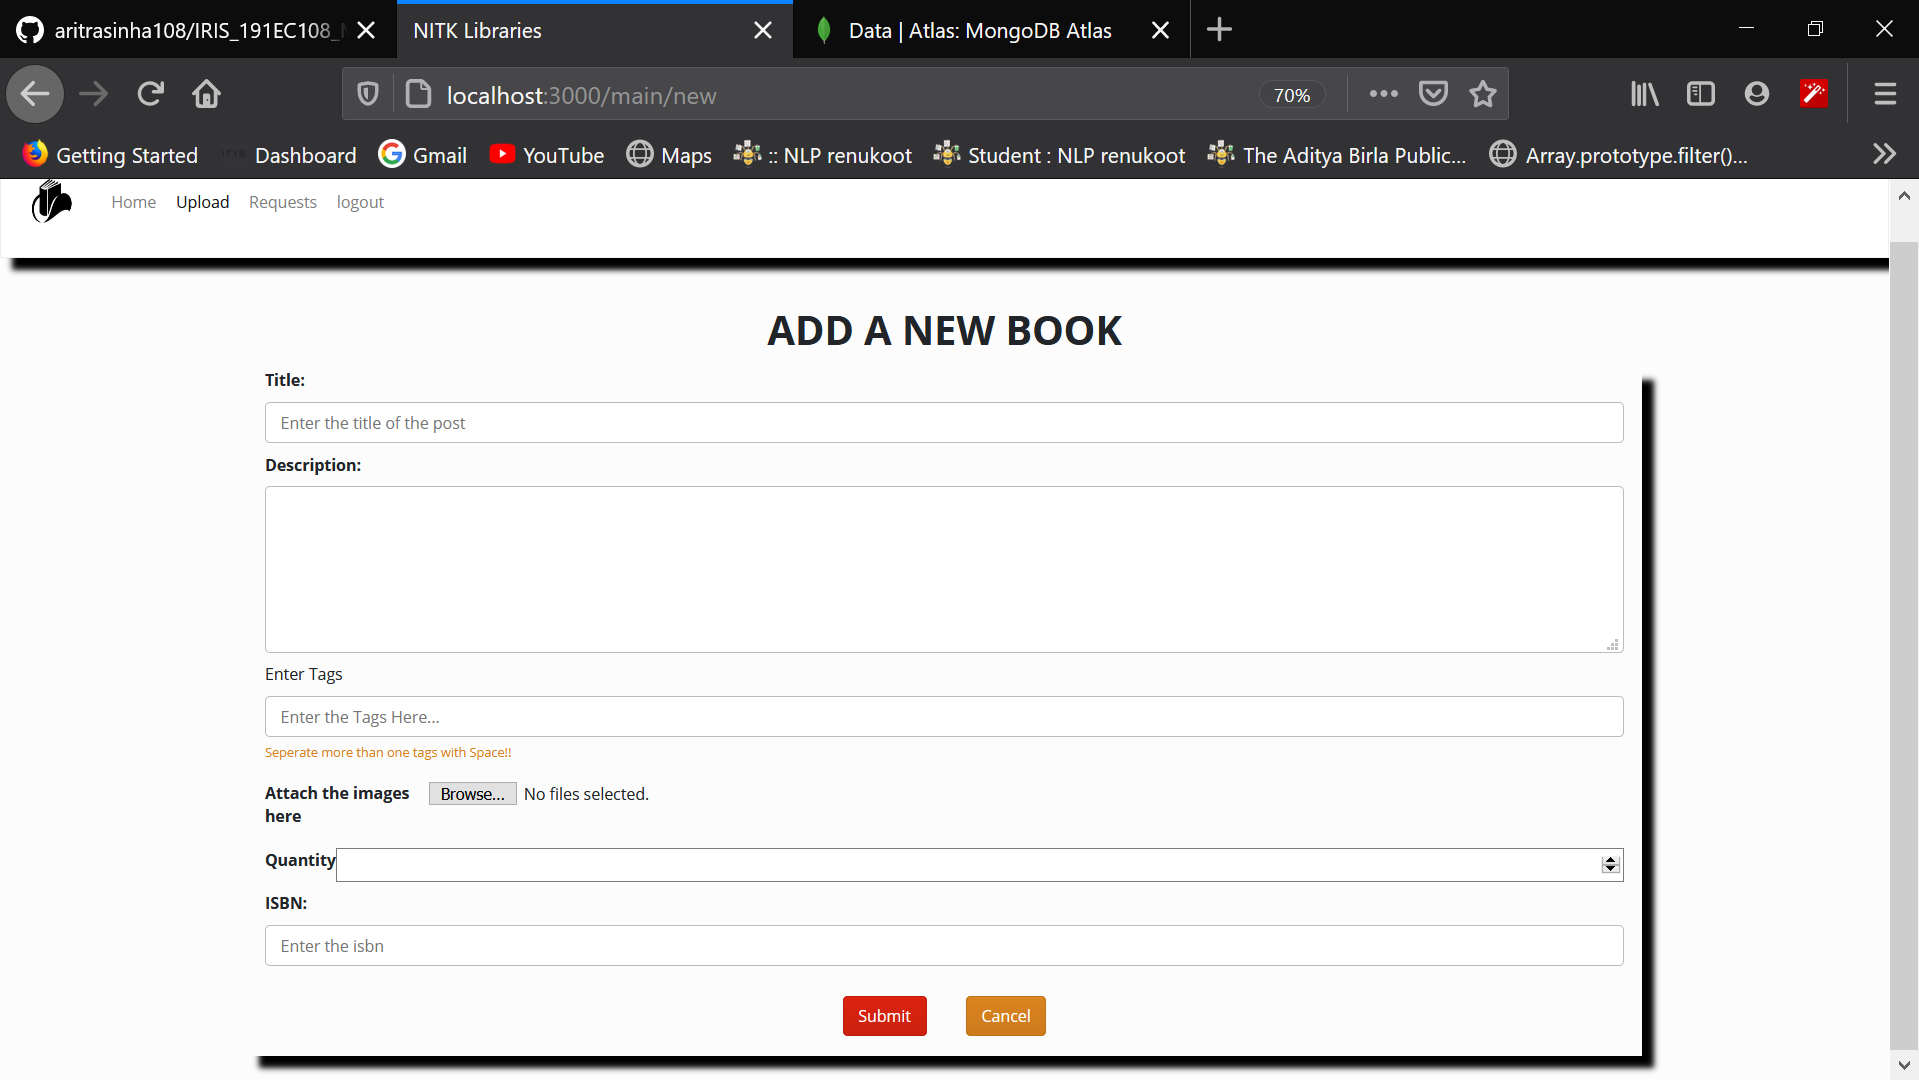 aritrasinha108/IRIS_191EC108_
NITK Libraries
Data | Atlas: MongoDB Atlas
localhost:3000/main/new
70%
Getting Started
IRIS
Dashboard
Gmail
YouTube
Maps
:: NLP renukoot
Student : NLP renukoot
The Aditya Birla Public...
Array.prototype.filter()...
Home
Upload
Requests
logout
ADD A NEW BOOK
Title:
Enter the title of the post
Description:
Enter Tags
Enter the Tags Here...
Seperate more than one tags with Space!!
Attach the images
here
Browse...
No files selected.
Quantity
ISBN:
Enter the isbn
Submit
Cancel